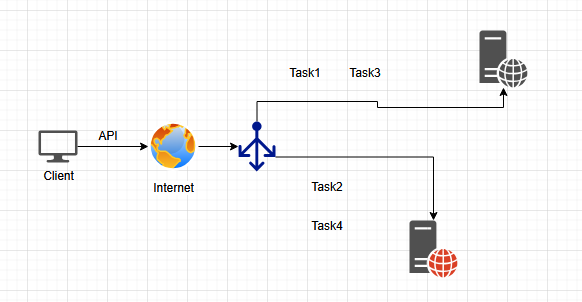 Task1 Task3
API
Client
Internet
Task2
Task4